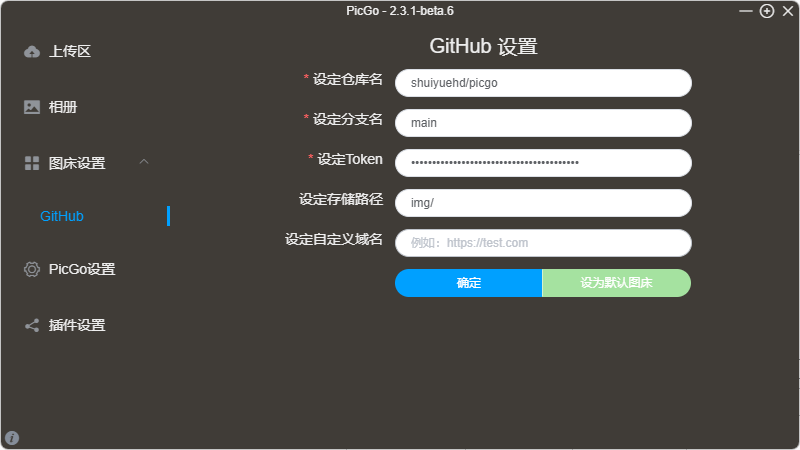 PicGo - 2.3.1-beta.6
上传区
相册
图床设置
GitHub
PicGo设置
插件设置
GitHub 设置
* 设定仓库名 shuiyuehd/picgo
* 设定分支名 main
* 设定Token ••••••••••••••••••••••••••••••••••••••••
设定存储路径 img/
设定自定义域名 例如：https://test.com
确定 设为默认图床